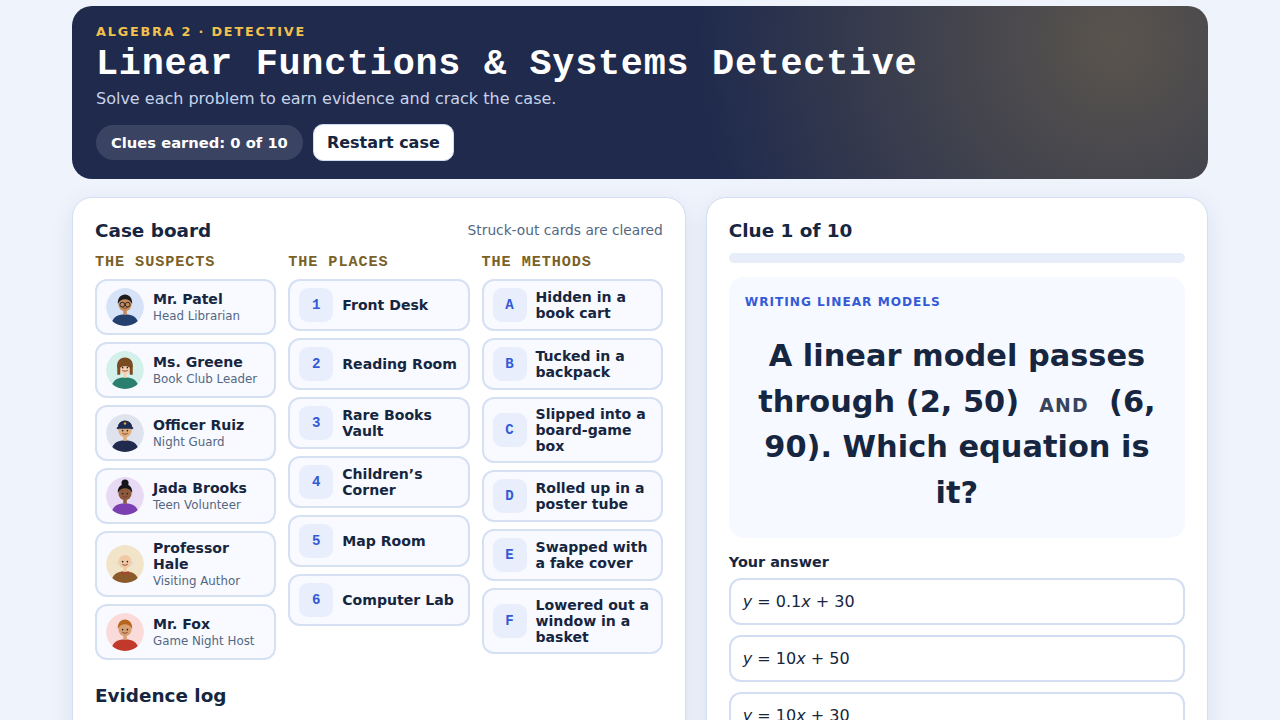 ALGEBRA 2 · DETECTIVE
Linear Functions & Systems Detective
Solve each problem to earn evidence and crack the case.
Clues earned: 0 of 10
Restart case
Case board
Struck-out cards are cleared
THE SUSPECTS
Mr. Patel
Head Librarian
Ms. Greene
Book Club Leader
Officer Ruiz
Night Guard
Jada Brooks
Teen Volunteer
Professor
Hale
Visiting Author
Mr. Fox
Game Night Host
THE PLACES
1 Front Desk
2 Reading Room
3 Rare Books
Vault
4 Children’s
Corner
5 Map Room
6 Computer Lab
THE METHODS
A Hidden in a
book cart
B Tucked in a
backpack
C Slipped into a
board-game
box
D Rolled up in a
poster tube
E Swapped with
a fake cover
F Lowered out a
window in a
basket
Evidence log
Clue 1 of 10
WRITING LINEAR MODELS
A linear model passes
through (2, 50) AND (6,
90). Which equation is
it?
Your answer
y = 0.1x + 30
y = 10x + 50
y = 10x + 30